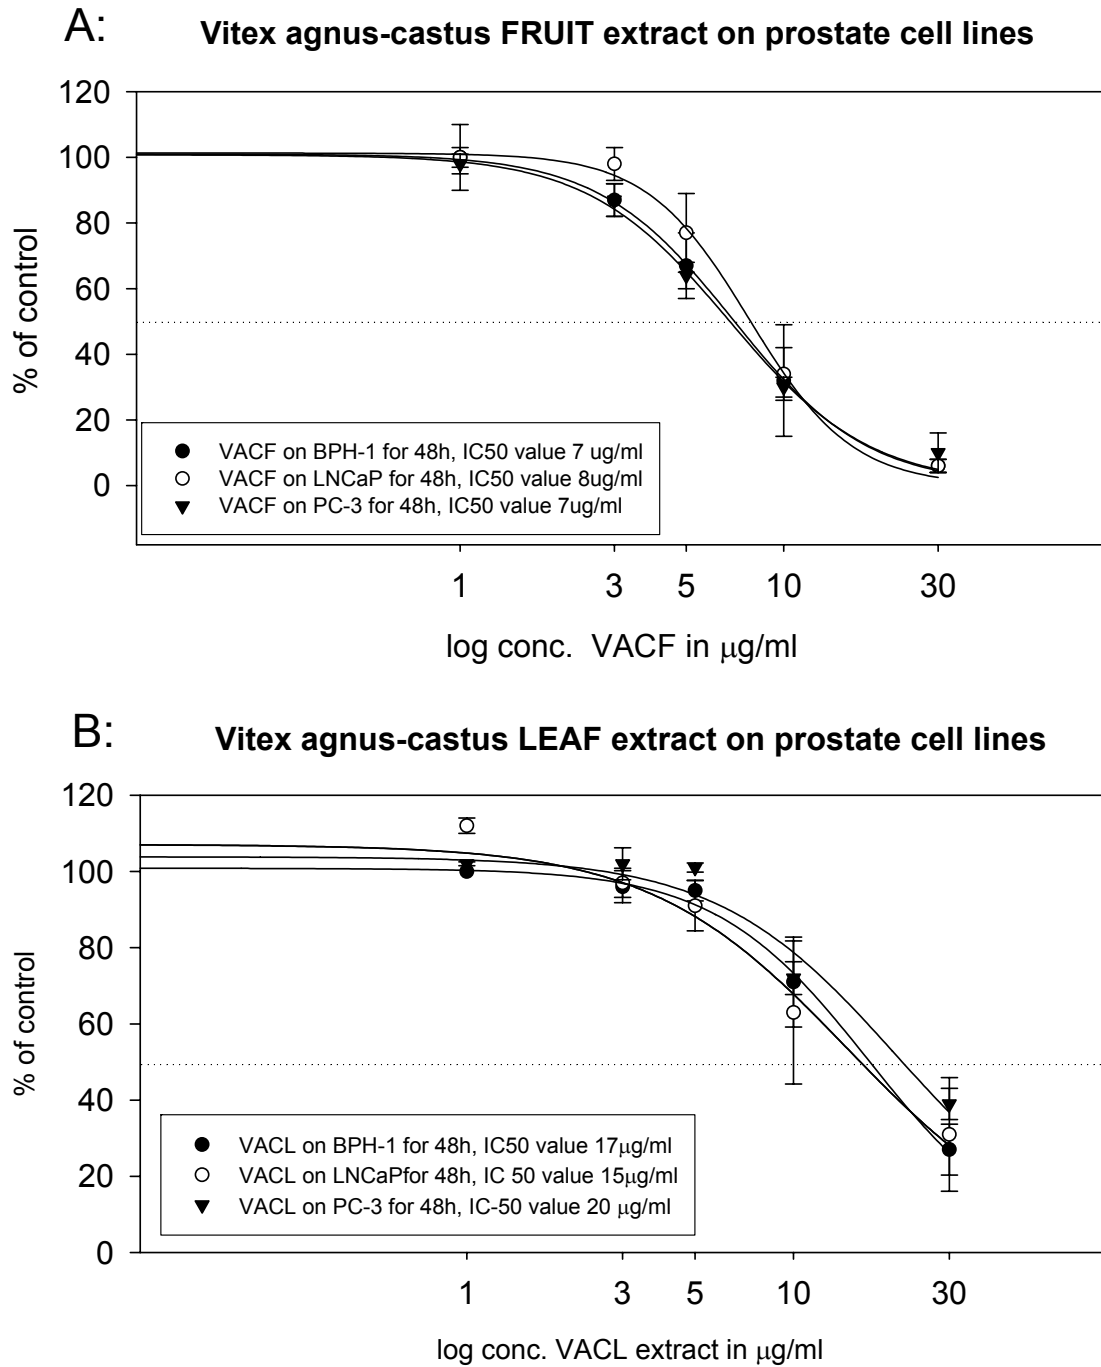 A:
Vitex agnus-castus FRUIT extract on prostate cell lines
120
100
80
60
40
20
0
% of control
VACF on BPH-1 for 48h, IC50 value 7 ug/ml
VACF on LNCaP for 48h, IC50 value 8ug/ml
VACF on PC-3 for 48h, IC50 value 7ug/ml
1 3 5 10 30
log conc. VACF in μg/ml
B:
Vitex agnus-castus LEAF extract on prostate cell lines
120
100
80
60
40
20
0
% of control
VACL on BPH-1 for 48h, IC50 value 17μg/ml
VACL on LNCaPfor 48h, IC 50 value 15μg/ml
VACL on PC-3 for 48h, IC-50 value 20 μg/ml
1 3 5 10 30
log conc. VACL extract in μg/ml